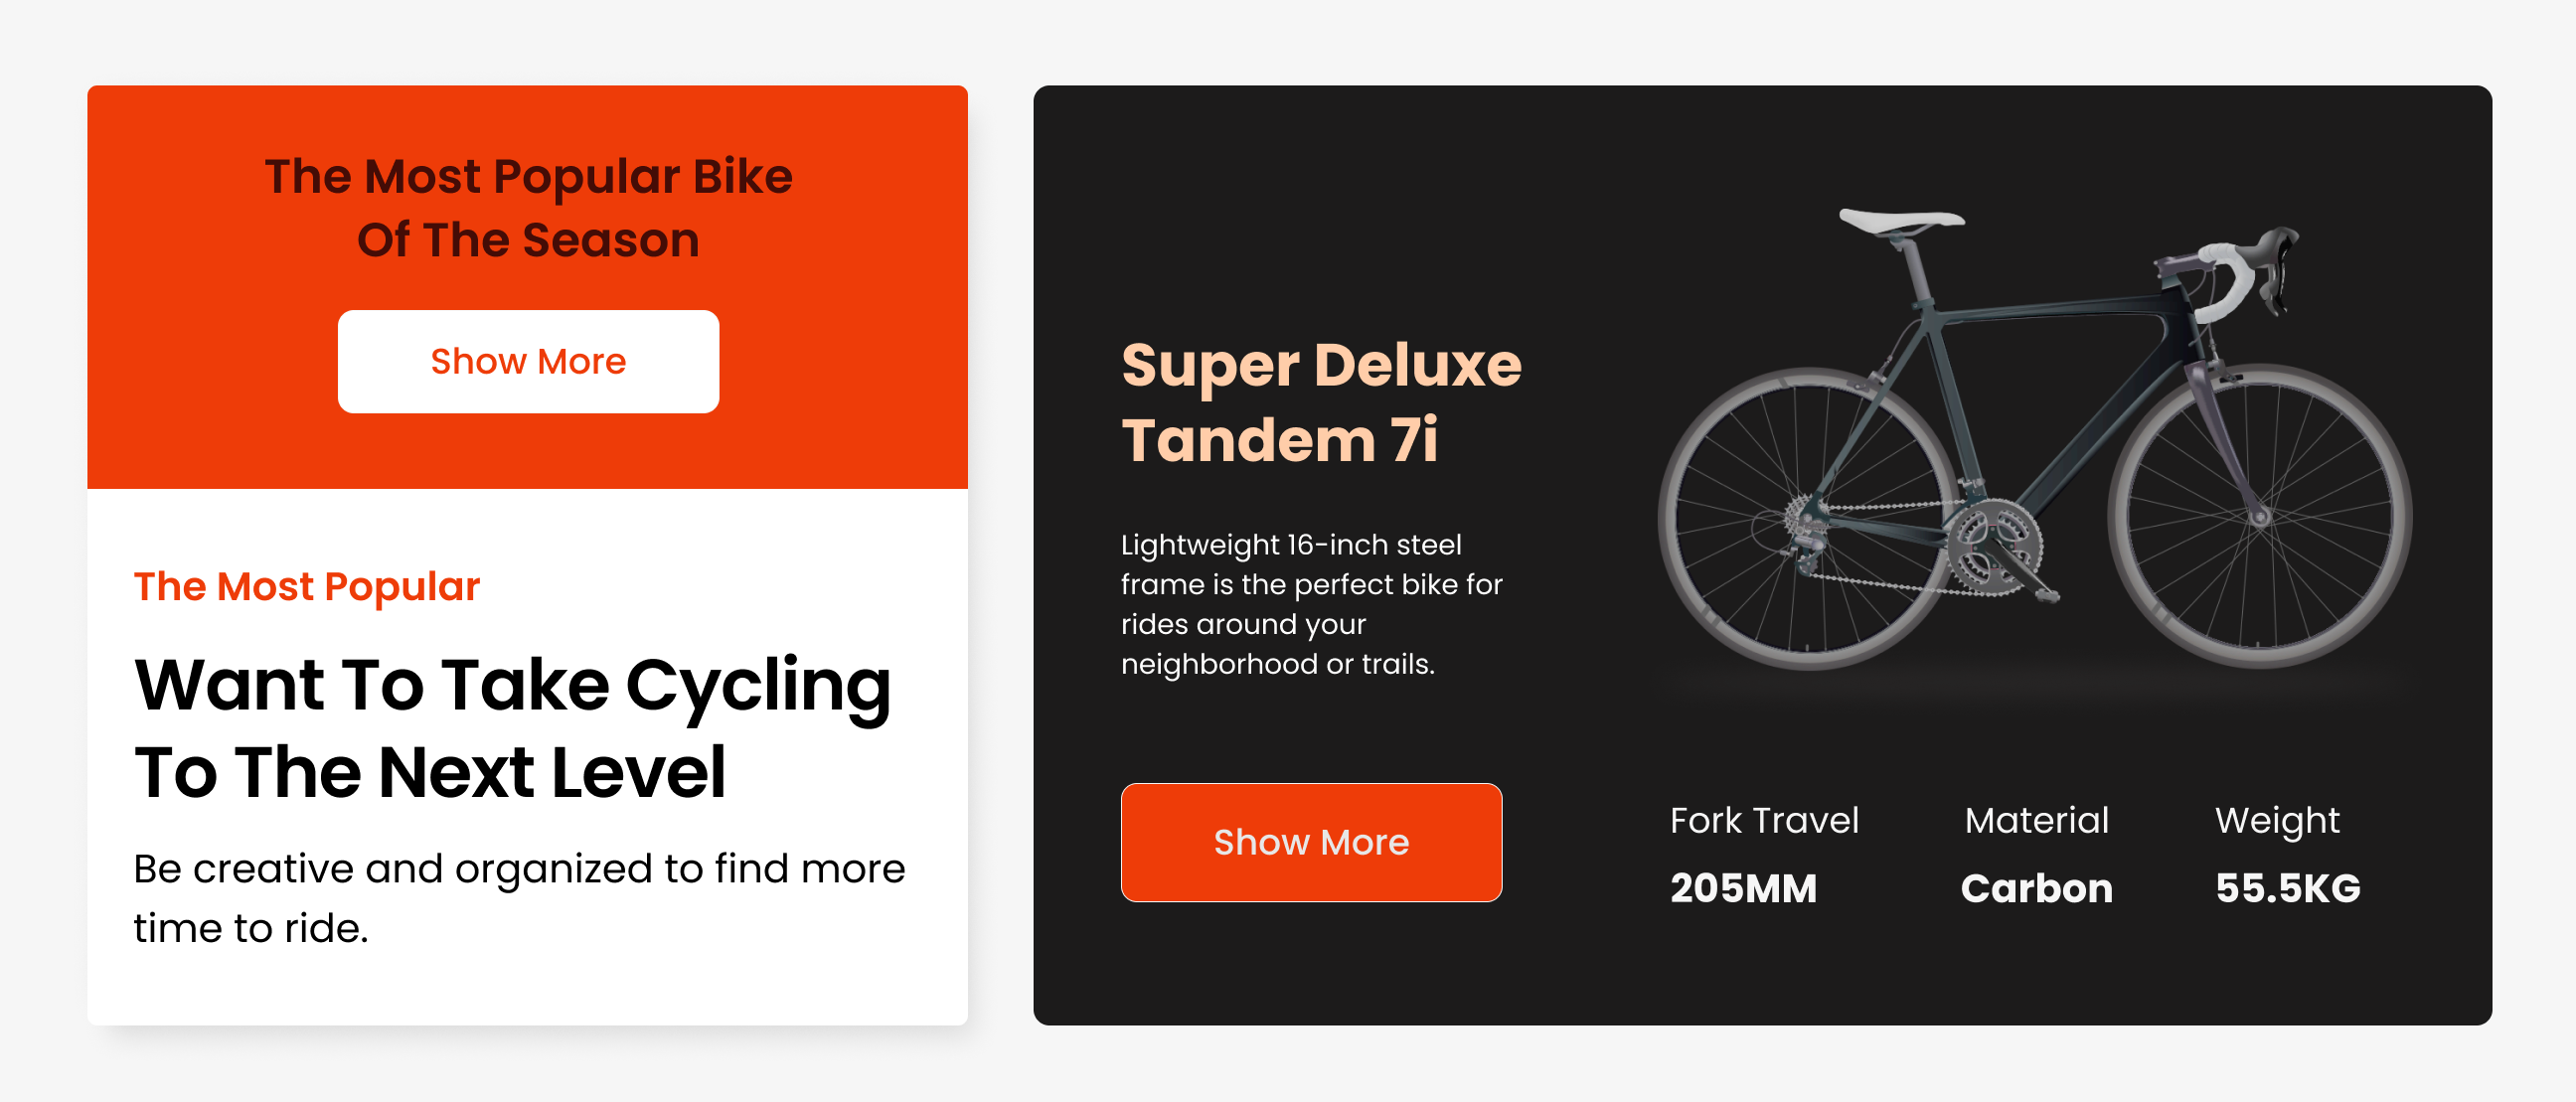 The Most Popular Bike
Of The Season
Show More
The Most Popular
Want To Take Cycling
To The Next Level
Be creative and organized to find more
time to ride.
Super Deluxe
Tandem 7i
Lightweight 16-inch steel
frame is the perfect bike for
rides around your
neighborhood or trails.
Show More
Fork Travel Material Weight
205MM Carbon 55.5KG